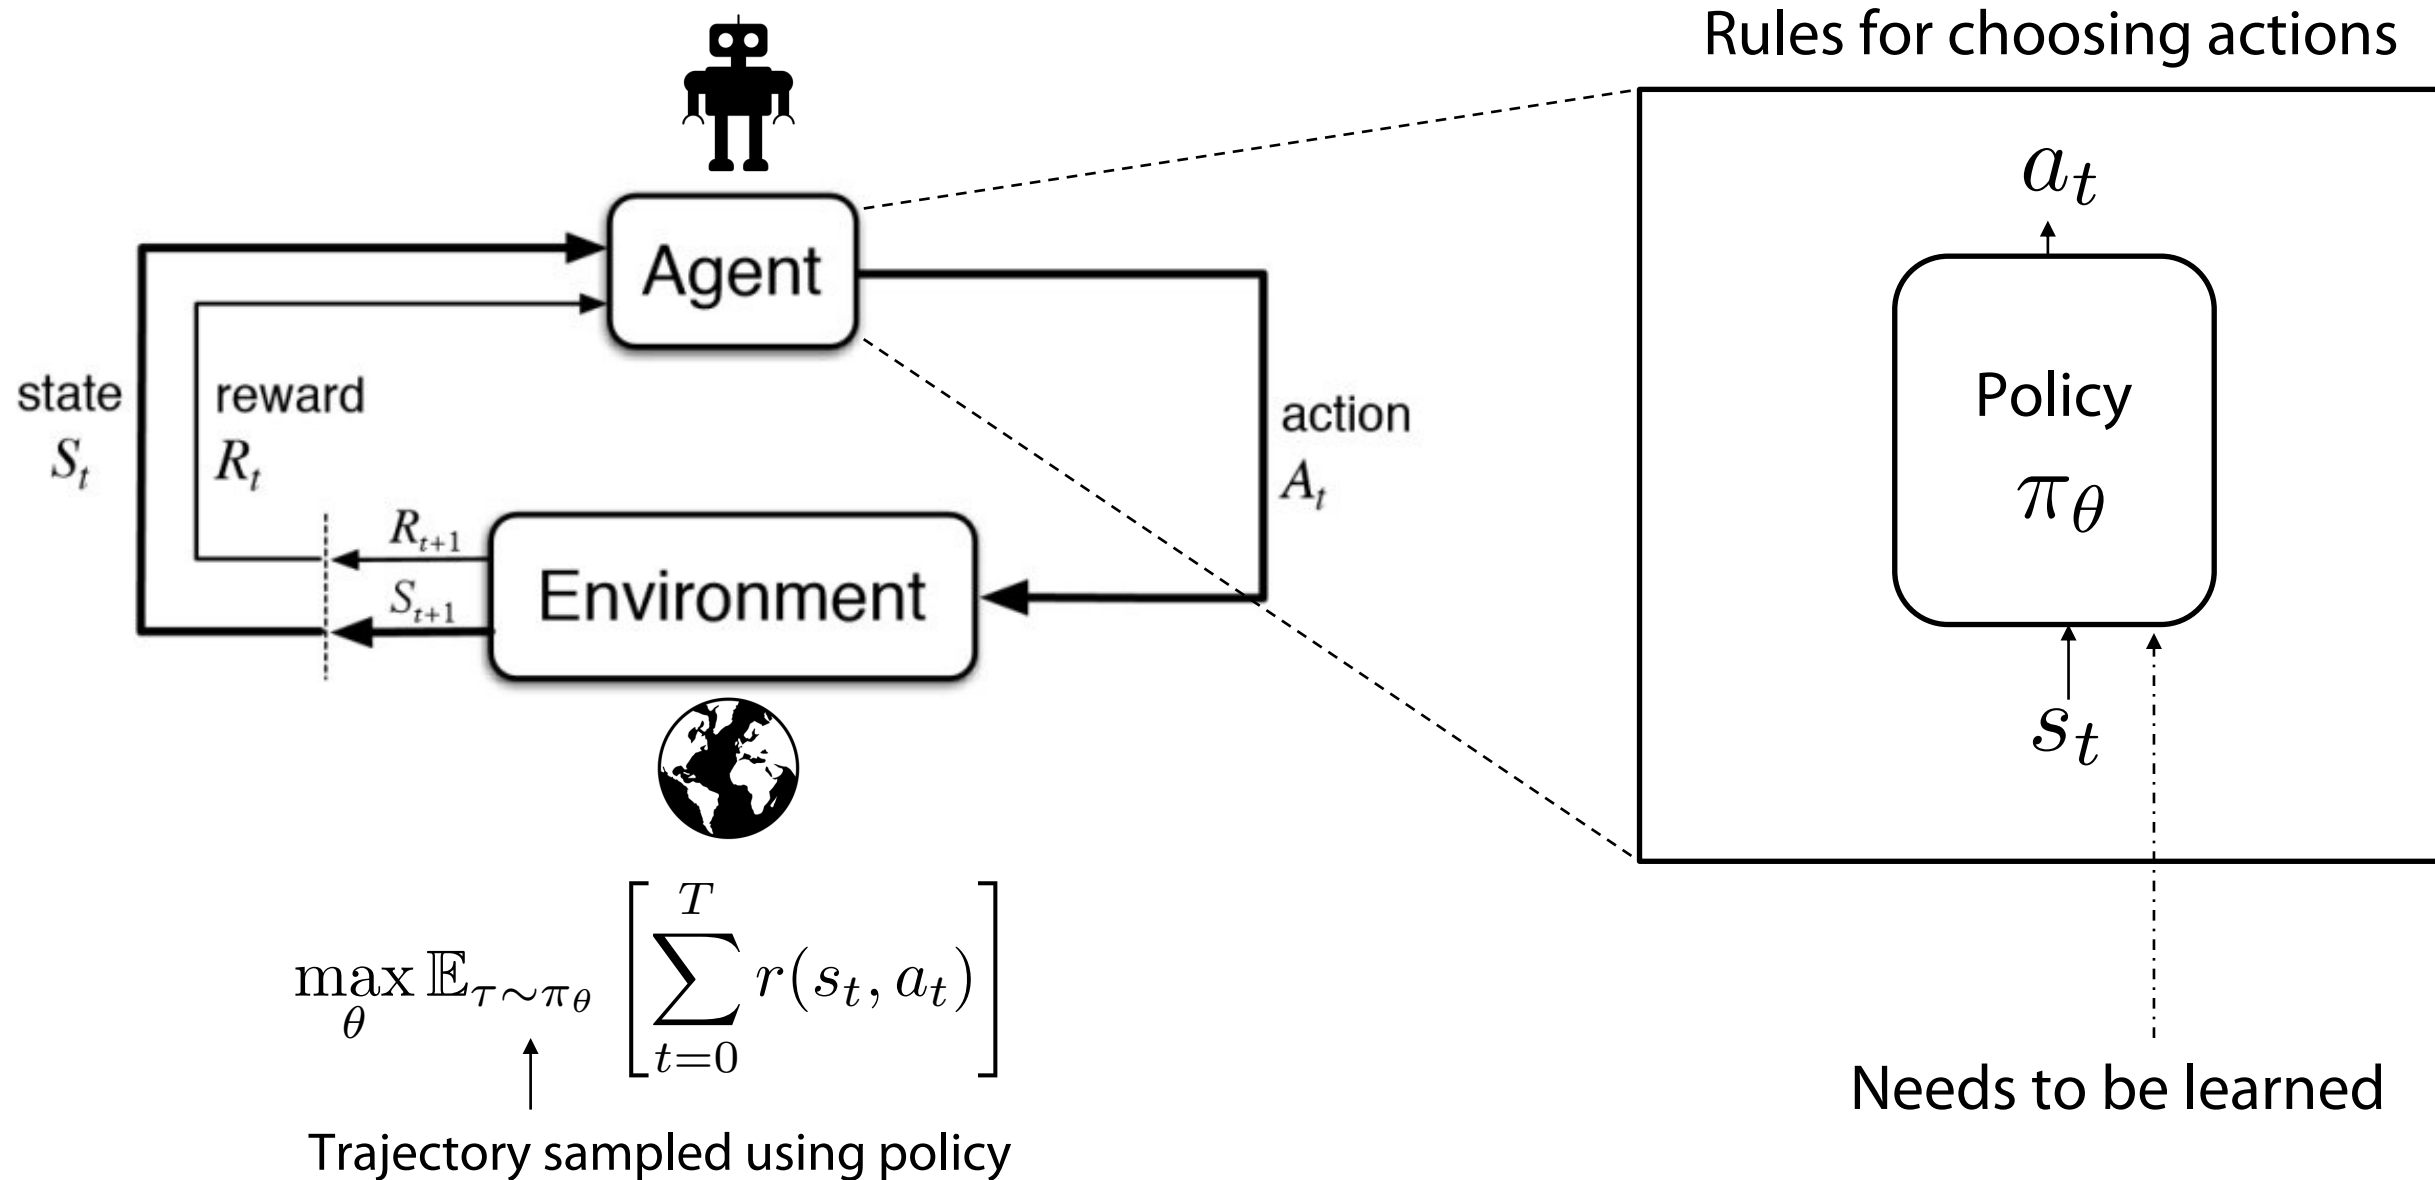 Rules for choosing actions
Agent
state
S_t
reward
R_t
action
A_t
R_{t+1}
S_{t+1}
Environment
a_t
Policy
π_θ
s_t
max_θ 𝔼_{τ∼π_θ} [ ∑_{t=0}^{T} r(s_t, a_t) ]
Needs to be learned
Trajectory sampled using policy